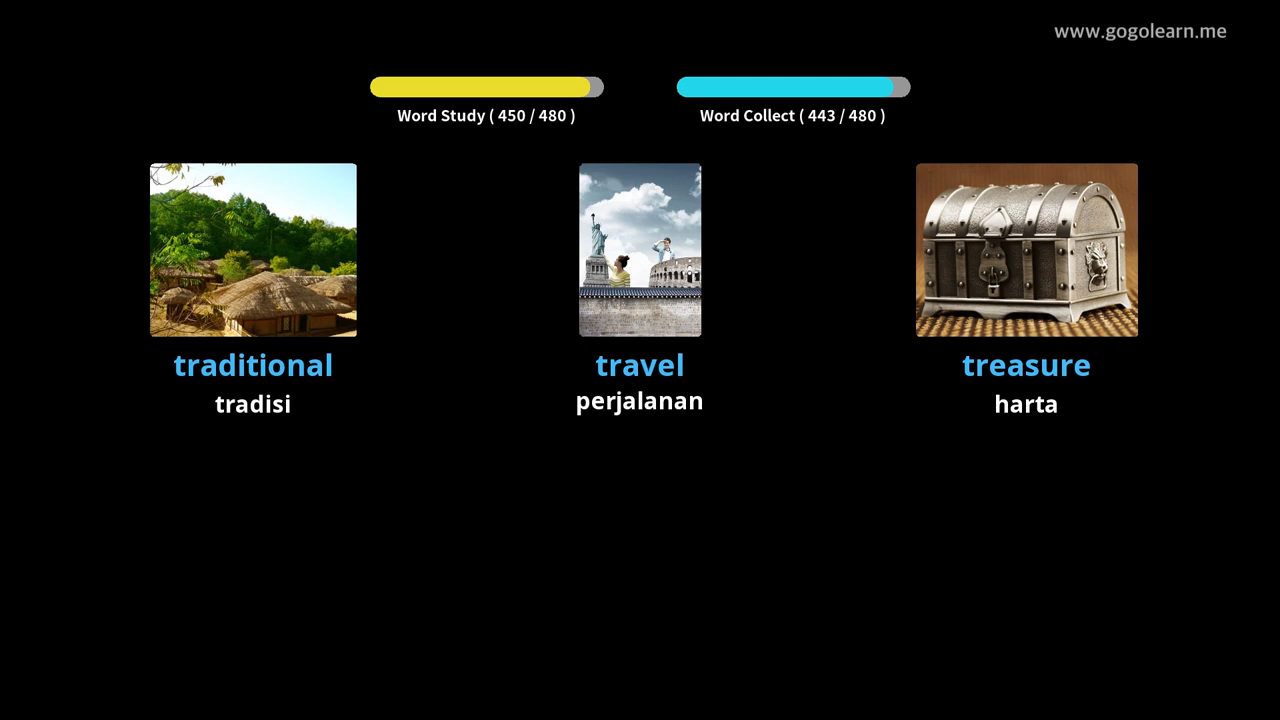 www.gogolearn.me
Word Study ( 450 / 480 )
Word Collect ( 443 / 480 )
traditional
tradisi
travel
perjalanan
treasure
harta